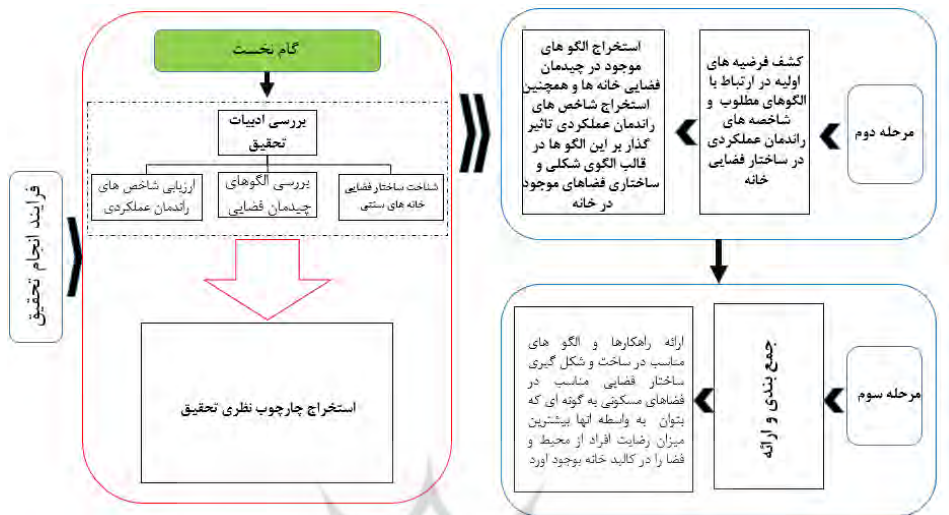 فرایند انجام تحقیق
گام نخست
بررسی ادبیات
تحقیق
شناخت ساختار فضایی
خانه های سنتی
بررسی الگوهای
چیدمان فضایی
ارزیابی شاخص های
راندمان عملکردی
استخراج چارچوب نظری تحقیق
مرحله دوم
کشف فرضیه های
اولیه در ارتباط با
الگوهای مطلوب و
شاخصه های
راندمان عملکردی
در ساختار فضایی
خانه
استخراج الگو های
موجود در چیدمان
فضایی خانه ها و همچنین
استخراج شاخص های
راندمان عملکردی تاثیر
گذار بر این الگو ها در
قالب الگوی شکلی و
ساختاری فضاهای موجود
در خانه
مرحله سوم
جمع بندی و ارائه
ارائه راهکارها و الگو های
مناسب در ساخت و شکل گیری
ساختار فضایی مناسب در
فضاهای مسکونی به گونه ای که
بتوان به واسطه انها بیشترین
میزان رضایت افراد از محیط و
فضا را در کالبد خانه بوجود اورد